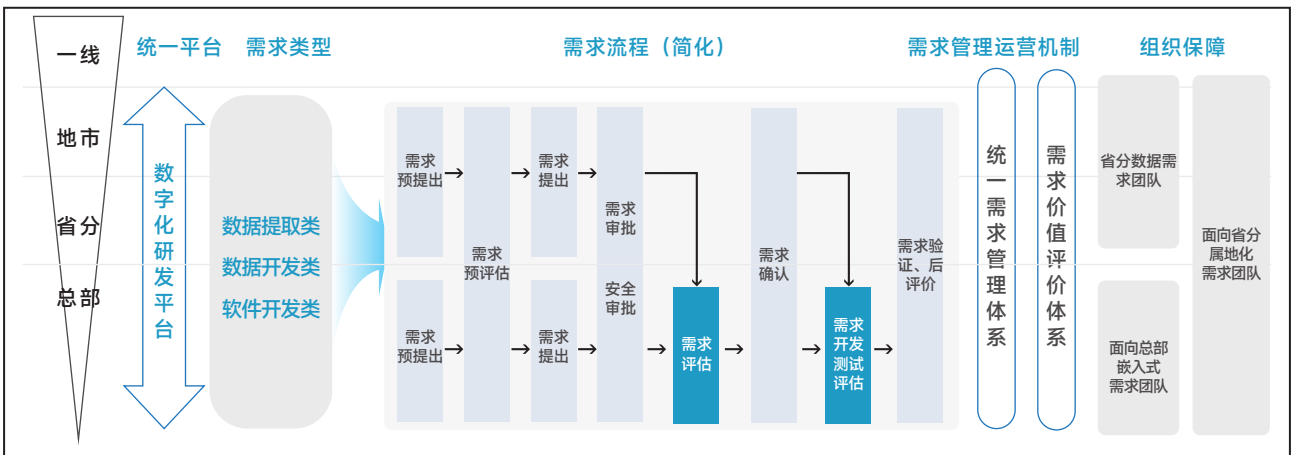 一线
统一平台
需求类型
需求流程（简化）
需求管理运营机制
组织保障
地市
省分
总部
数
字
化
研
发
平
台
数据提取类
数据开发类
软件开发类
需求
预提出
需求
预提出
需求
预评估
需求
提出
需求
提出
需求
审批
安全
审批
需求
评估
需求
确认
需求
开发
测试
评估
需求验
证、后
评价
统
一
需
求
管
理
体
系
需
求
价
值
评
价
体
系
省分数据需
求团队
面向总部
嵌入式
需求团队
面向省分
属地化
需求团队